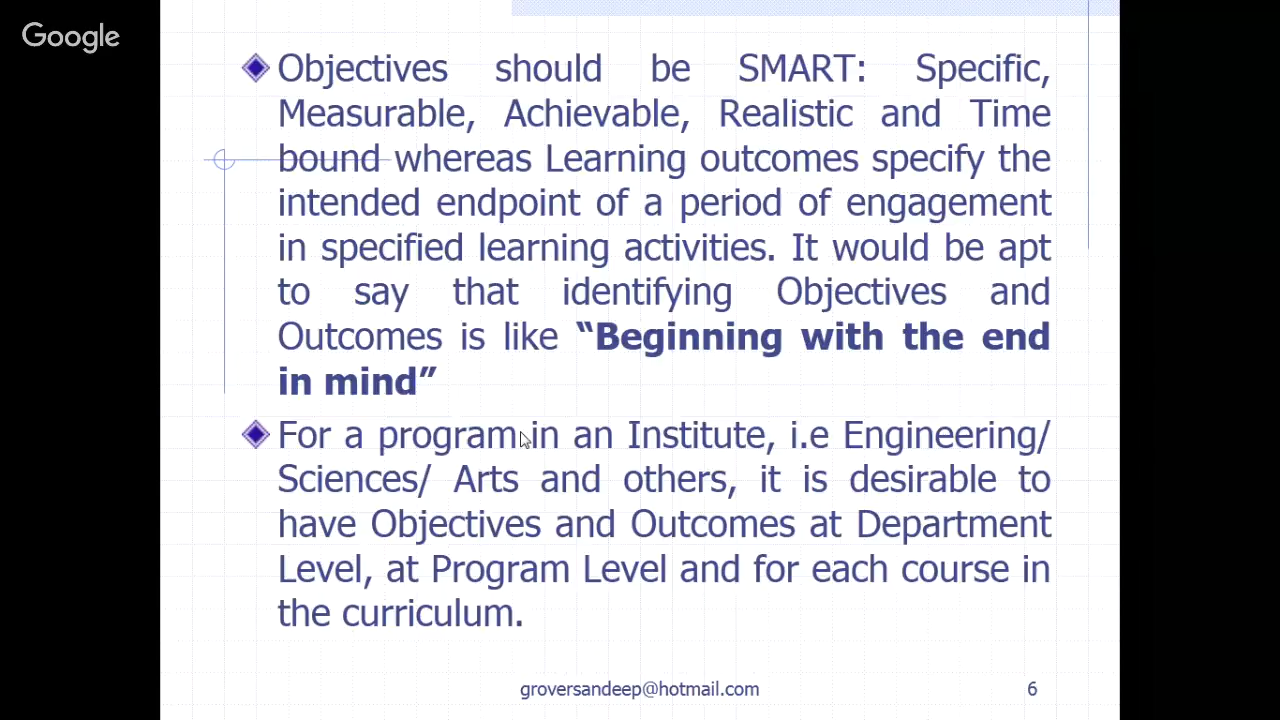 Google
Objectives should be SMART: Specific,
Measurable, Achievable, Realistic and Time
bound whereas Learning outcomes specify the
intended endpoint of a period of engagement
in specified learning activities. It would be apt
to say that identifying Objectives and
Outcomes is like “Beginning with the end
in mind”
For a program in an Institute, i.e Engineering/
Sciences/ Arts and others, it is desirable to
have Objectives and Outcomes at Department
Level, at Program Level and for each course in
the curriculum.
groversandeep@hotmail.com
6